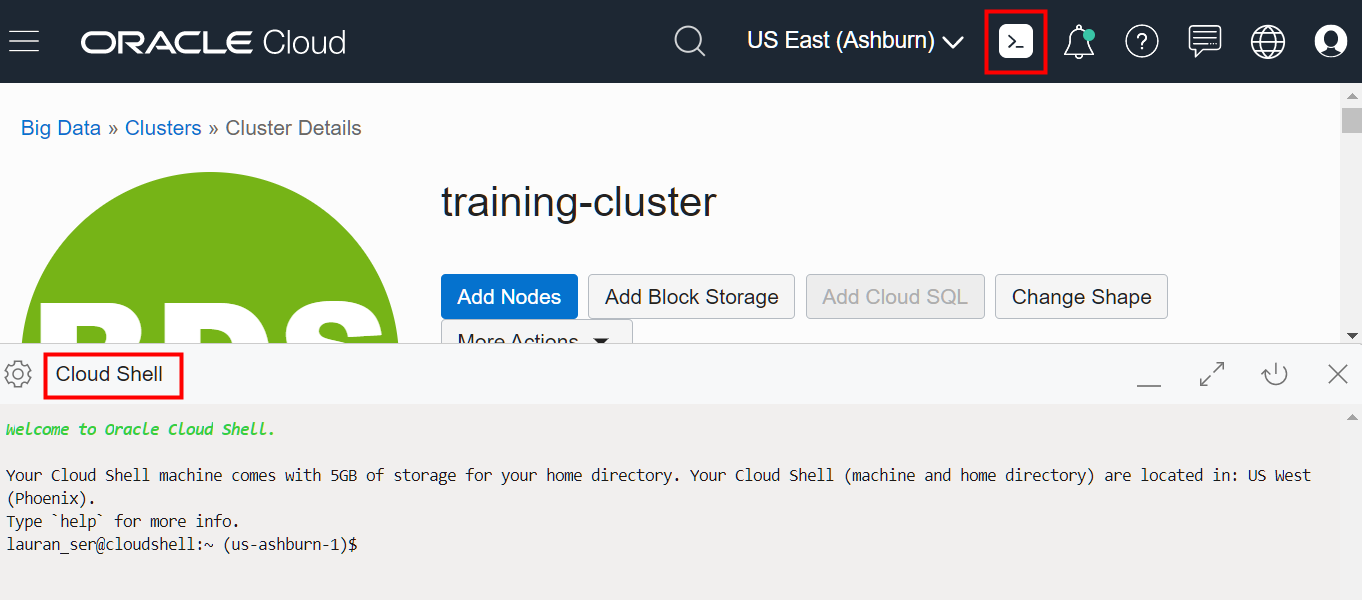 ORACLE Cloud
US East (Ashburn)
Big Data » Clusters » Cluster Details
BDS
training-cluster
Add Nodes
Add Block Storage
Add Cloud SQL
Change Shape
More Actions
Cloud Shell
Welcome to Oracle Cloud Shell.
Your Cloud Shell machine comes with 5GB of storage for your home directory. Your Cloud Shell (machine and home directory) are located in: US West
(Phoenix).
Type `help` for more info.
lauran_ser@cloudshell:~ (us-ashburn-1)$